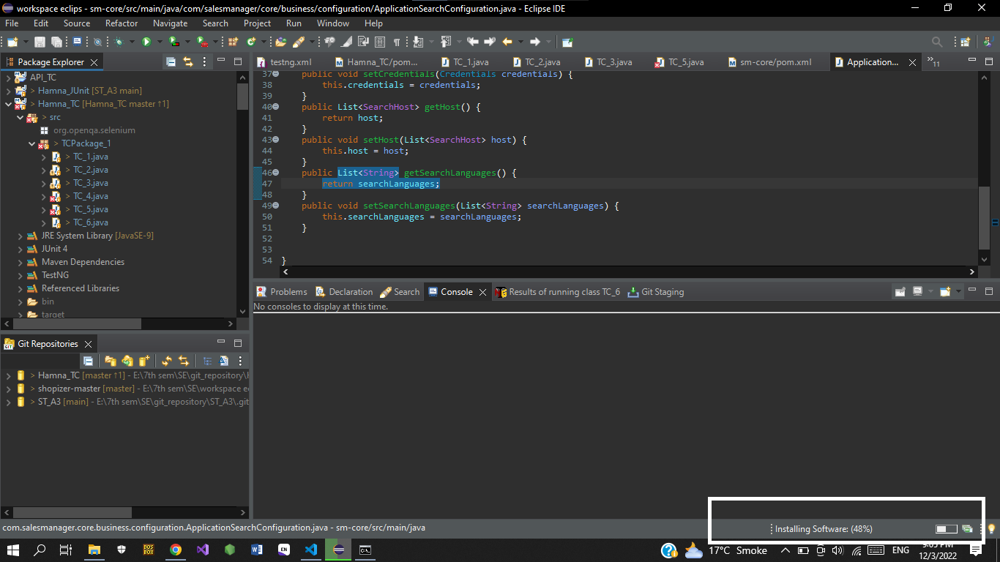 workspace eclips - sm-core/src/main/java/com/salesmanager/core/business/configuration/ApplicationSearchConfiguration.java - Eclipse IDE
File Edit Source Refactor Navigate Search Project Run Window Help
Package Explorer
API_TC
> Hamna_JUnit [ST_A3 main]
> Hamna_TC [Hamna_TC master ↑1]
> src
org.openqa.selenium
> TCPackage_1
> TC_1.java
> TC_2.java
> TC_3.java
> TC_4.java
> TC_5.java
> TC_6.java
JRE System Library [JavaSE-9]
JUnit 4
Maven Dependencies
TestNG
Referenced Libraries
bin
target
Git Repositories
> Hamna_TC [master ↑1] - E:\7th sem\SE\git_repository\
> shopizer-master [master] - E:\7th sem\SE\workspace ec
> ST_A3 [main] - E:\7th sem\SE\git_repository\ST_A3\.git
testng.xml Hamna_TC/pom... TC_1.java TC_2.java TC_3.java TC_5.java sm-core/pom.xml Application... »11
37 public void setCredentials(Credentials credentials) {
38 this.credentials = credentials;
39 }
40 public List<SearchHost> getHost() {
41 return host;
42 }
43 public void setHost(List<SearchHost> host) {
44 this.host = host;
45 }
46 public List<String> getSearchLanguages() {
47 return searchLanguages;
48 }
49 public void setSearchLanguages(List<String> searchLanguages) {
50 this.searchLanguages = searchLanguages;
51 }
52
53
54 }
Problems Declaration Search Console Results of running class TC_6 Git Staging
No consoles to display at this time.
com.salesmanager.core.business.configuration.ApplicationSearchConfiguration.java - sm-core/src/main/java
Installing Software: (48%)
DOS BOX EN 17°C Smoke ENG 9:05 PM
12/3/2022